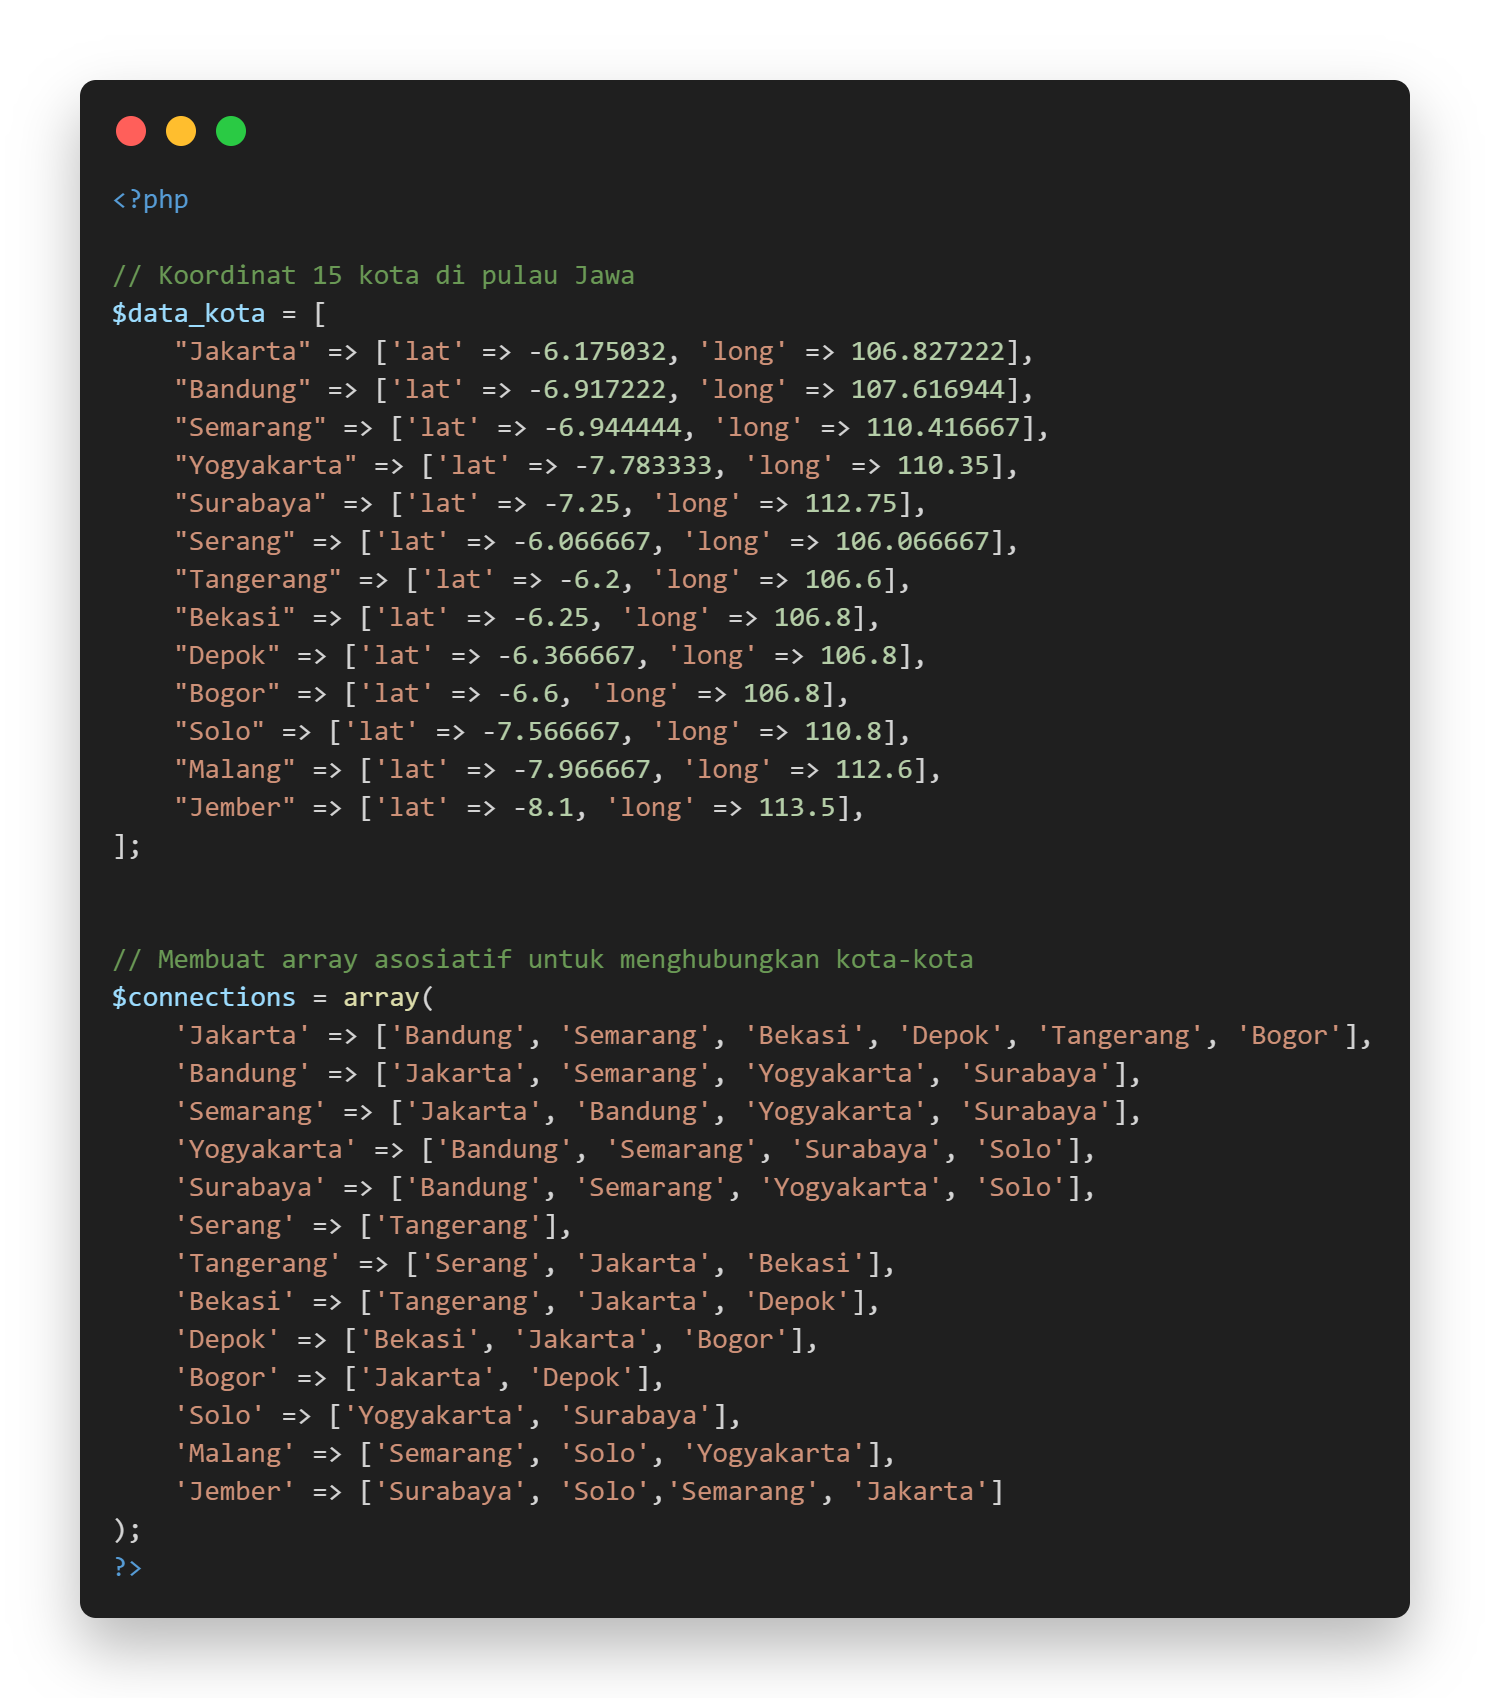 <?php

// Koordinat 15 kota di pulau Jawa
$data_kota = [
    "Jakarta" => ['lat' => -6.175032, 'long' => 106.827222],
    "Bandung" => ['lat' => -6.917222, 'long' => 107.616944],
    "Semarang" => ['lat' => -6.944444, 'long' => 110.416667],
    "Yogyakarta" => ['lat' => -7.783333, 'long' => 110.35],
    "Surabaya" => ['lat' => -7.25, 'long' => 112.75],
    "Serang" => ['lat' => -6.066667, 'long' => 106.066667],
    "Tangerang" => ['lat' => -6.2, 'long' => 106.6],
    "Bekasi" => ['lat' => -6.25, 'long' => 106.8],
    "Depok" => ['lat' => -6.366667, 'long' => 106.8],
    "Bogor" => ['lat' => -6.6, 'long' => 106.8],
    "Solo" => ['lat' => -7.566667, 'long' => 110.8],
    "Malang" => ['lat' => -7.966667, 'long' => 112.6],
    "Jember" => ['lat' => -8.1, 'long' => 113.5],
];


// Membuat array asosiatif untuk menghubungkan kota-kota
$connections = array(
    'Jakarta' => ['Bandung', 'Semarang', 'Bekasi', 'Depok', 'Tangerang', 'Bogor'],
    'Bandung' => ['Jakarta', 'Semarang', 'Yogyakarta', 'Surabaya'],
    'Semarang' => ['Jakarta', 'Bandung', 'Yogyakarta', 'Surabaya'],
    'Yogyakarta' => ['Bandung', 'Semarang', 'Surabaya', 'Solo'],
    'Surabaya' => ['Bandung', 'Semarang', 'Yogyakarta', 'Solo'],
    'Serang' => ['Tangerang'],
    'Tangerang' => ['Serang', 'Jakarta', 'Bekasi'],
    'Bekasi' => ['Tangerang', 'Jakarta', 'Depok'],
    'Depok' => ['Bekasi', 'Jakarta', 'Bogor'],
    'Bogor' => ['Jakarta', 'Depok'],
    'Solo' => ['Yogyakarta', 'Surabaya'],
    'Malang' => ['Semarang', 'Solo', 'Yogyakarta'],
    'Jember' => ['Surabaya', 'Solo','Semarang', 'Jakarta']
);
?>